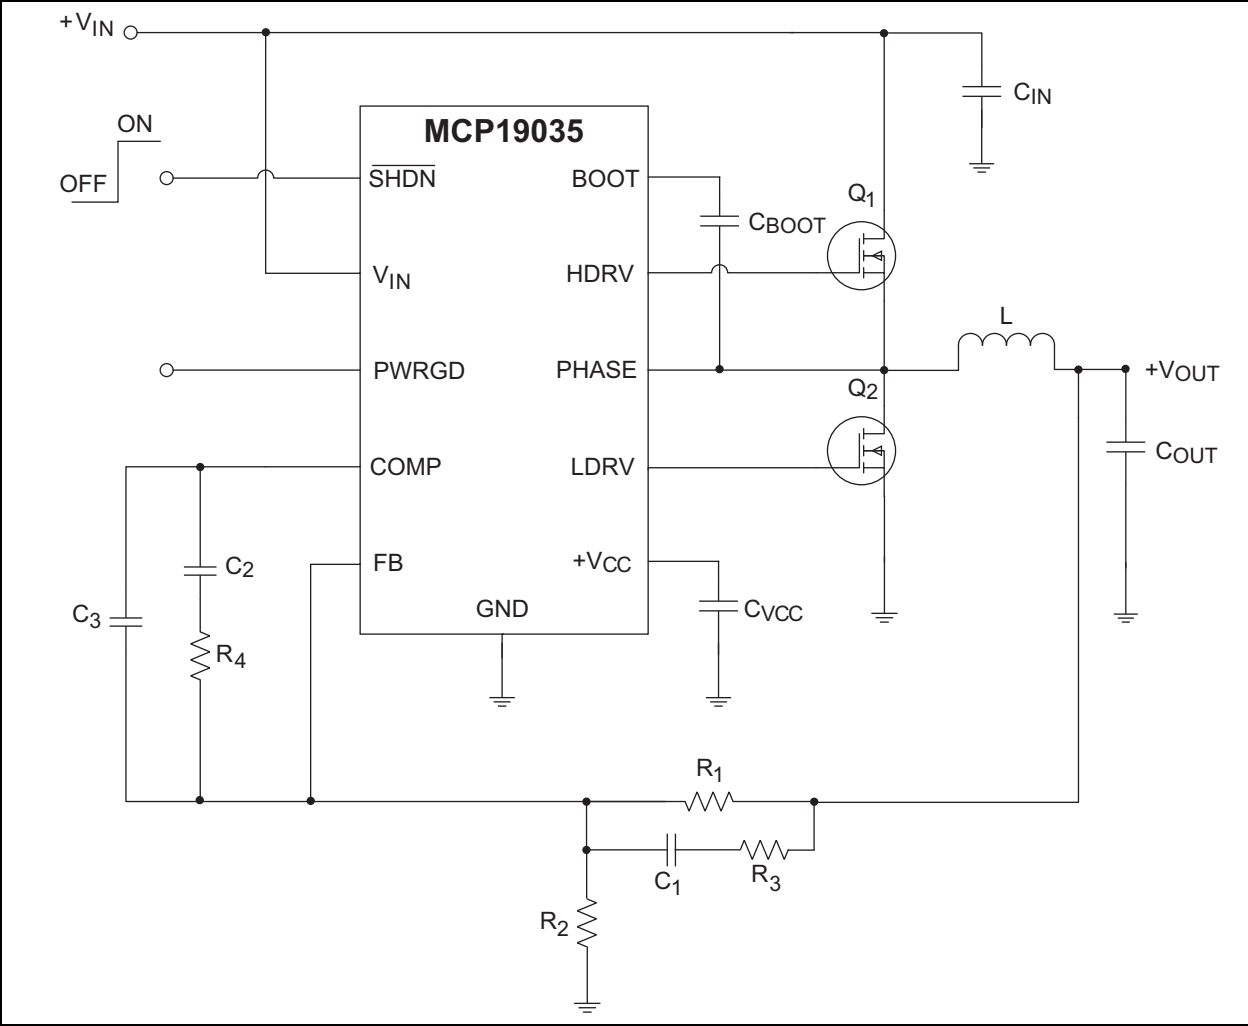 +VIN
CIN
ON
OFF
MCP19035
SHDN
BOOT
Q1
CBOOT
VIN
HDRV
L
PWRGD
PHASE
+VOUT
Q2
COMP
LDRV
COUT
FB
+VCC
C2
GND
CVCC
C3
R4
R1
C1
R3
R2